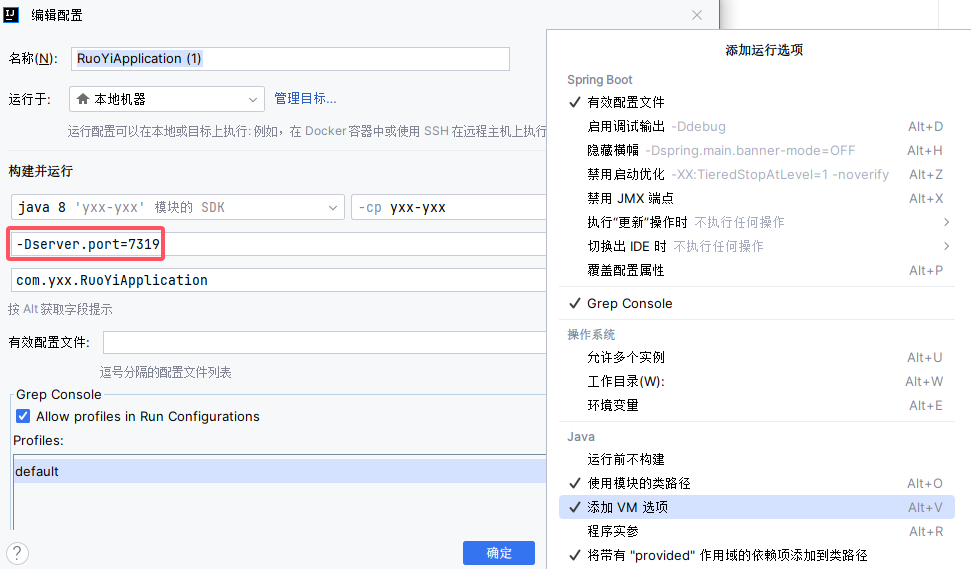 编辑配置
名称(N): RuoYiApplication (1)
运行于: 本地机器 管理目标...
运行配置可以在本地或目标上执行: 例如，在 Docker 容器中或使用 SSH 在远程主机上执行
构建并运行
java 8 'yxx-yxx' 模块的 SDK -cp yxx-yxx
-Dserver.port=7319
com.yxx.RuoYiApplication
按 Alt 获取字段提示
有效配置文件:
逗号分隔的配置文件列表
Grep Console
Allow profiles in Run Configurations
Profiles:
default
?
确定
添加运行选项
Spring Boot
有效配置文件
启用调试输出 -Ddebug Alt+D
隐藏横幅 -Dspring.main.banner-mode=OFF Alt+H
禁用启动优化 -XX:TieredStopAtLevel=1 -noverify Alt+Z
禁用 JMX 端点 Alt+X
执行“更新”操作时 不执行任何操作
切换出 IDE 时 不执行任何操作
覆盖配置属性 Alt+P
Grep Console
操作系统
允许多个实例 Alt+U
工作目录(W): Alt+W
环境变量 Alt+E
Java
运行前不构建
使用模块的类路径 Alt+O
添加 VM 选项 Alt+V
程序实参 Alt+R
将带有 "provided" 作用域的依赖项添加到类路径